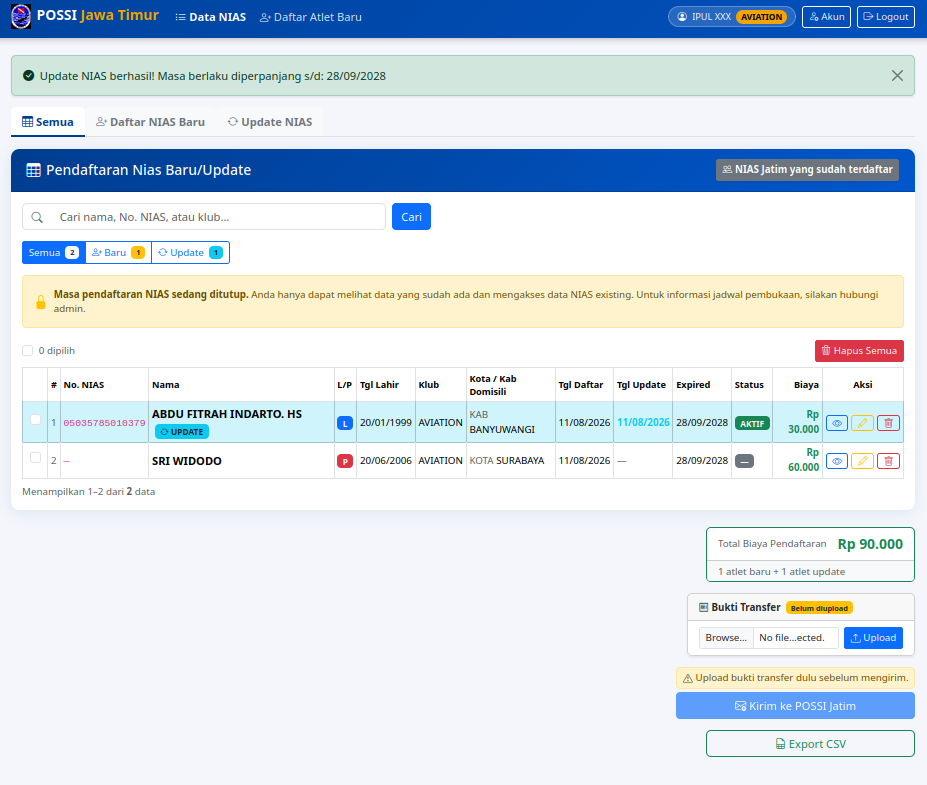 POSSI Jawa Timur Data NIAS Daftar Atlet Baru IPUL XXX AVIATION Akun Logout
Update NIAS berhasil! Masa berlaku diperpanjang s/d: 28/09/2028
Semua Daftar NIAS Baru Update NIAS
Pendaftaran Nias Baru/Update NIAS Jatim yang sudah terdaftar
Cari nama, No. NIAS, atau klub... Cari
Semua 2 Baru 1 Update 1
Masa pendaftaran NIAS sedang ditutup. Anda hanya dapat melihat data yang sudah ada dan mengakses data NIAS existing. Untuk informasi jadwal pembukaan, silakan hubungi
admin.
0 dipilih Hapus Semua
# No. NIAS Nama L/P Tgl Lahir Klub Kota / Kab Domisili Tgl Daftar Tgl Update Expired Status Biaya Aksi
1 05035785010379 ABDU FITRAH INDARTO. HS UPDATE L 20/01/1999 AVIATION KAB BANYUWANGI 11/08/2026 11/08/2026 28/09/2028 AKTIF Rp 30.000
2 — SRI WIDODO P 20/06/2006 AVIATION KOTA SURABAYA 11/08/2026 — 28/09/2028 — Rp 60.000
Menampilkan 1–2 dari 2 data
Total Biaya Pendaftaran Rp 90.000
1 atlet baru + 1 atlet update
Bukti Transfer Belum diupload
Browse... No file...ected. Upload
Upload bukti transfer dulu sebelum mengirim.
Kirim ke POSSI Jatim
Export CSV